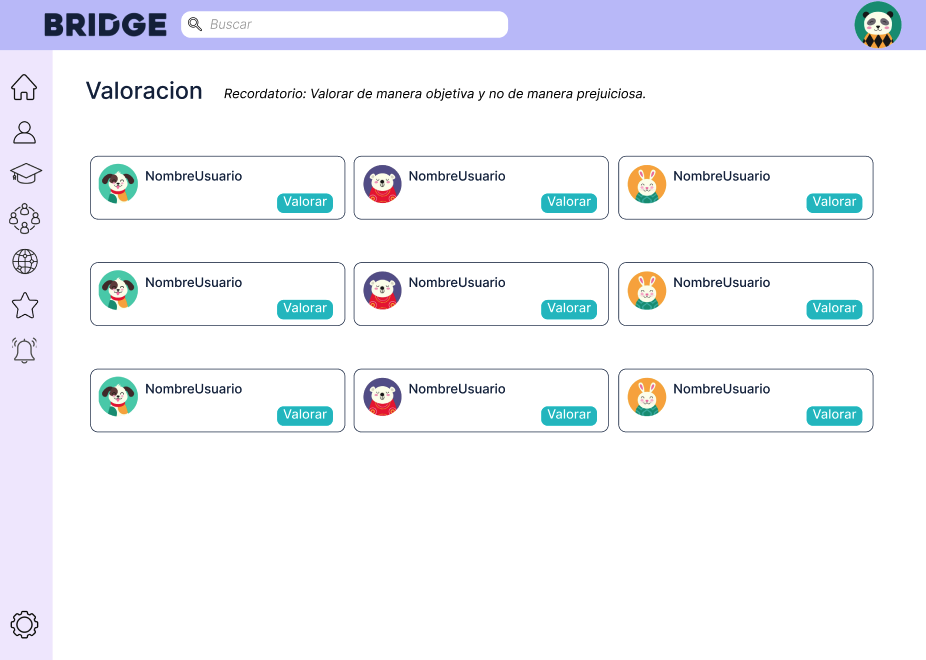 BRIDGE
Buscar
Valoracion
Recordatorio: Valorar de manera objetiva y no de manera prejuiciosa.
NombreUsuario
Valorar
NombreUsuario
Valorar
NombreUsuario
Valorar
NombreUsuario
Valorar
NombreUsuario
Valorar
NombreUsuario
Valorar
NombreUsuario
Valorar
NombreUsuario
Valorar
NombreUsuario
Valorar